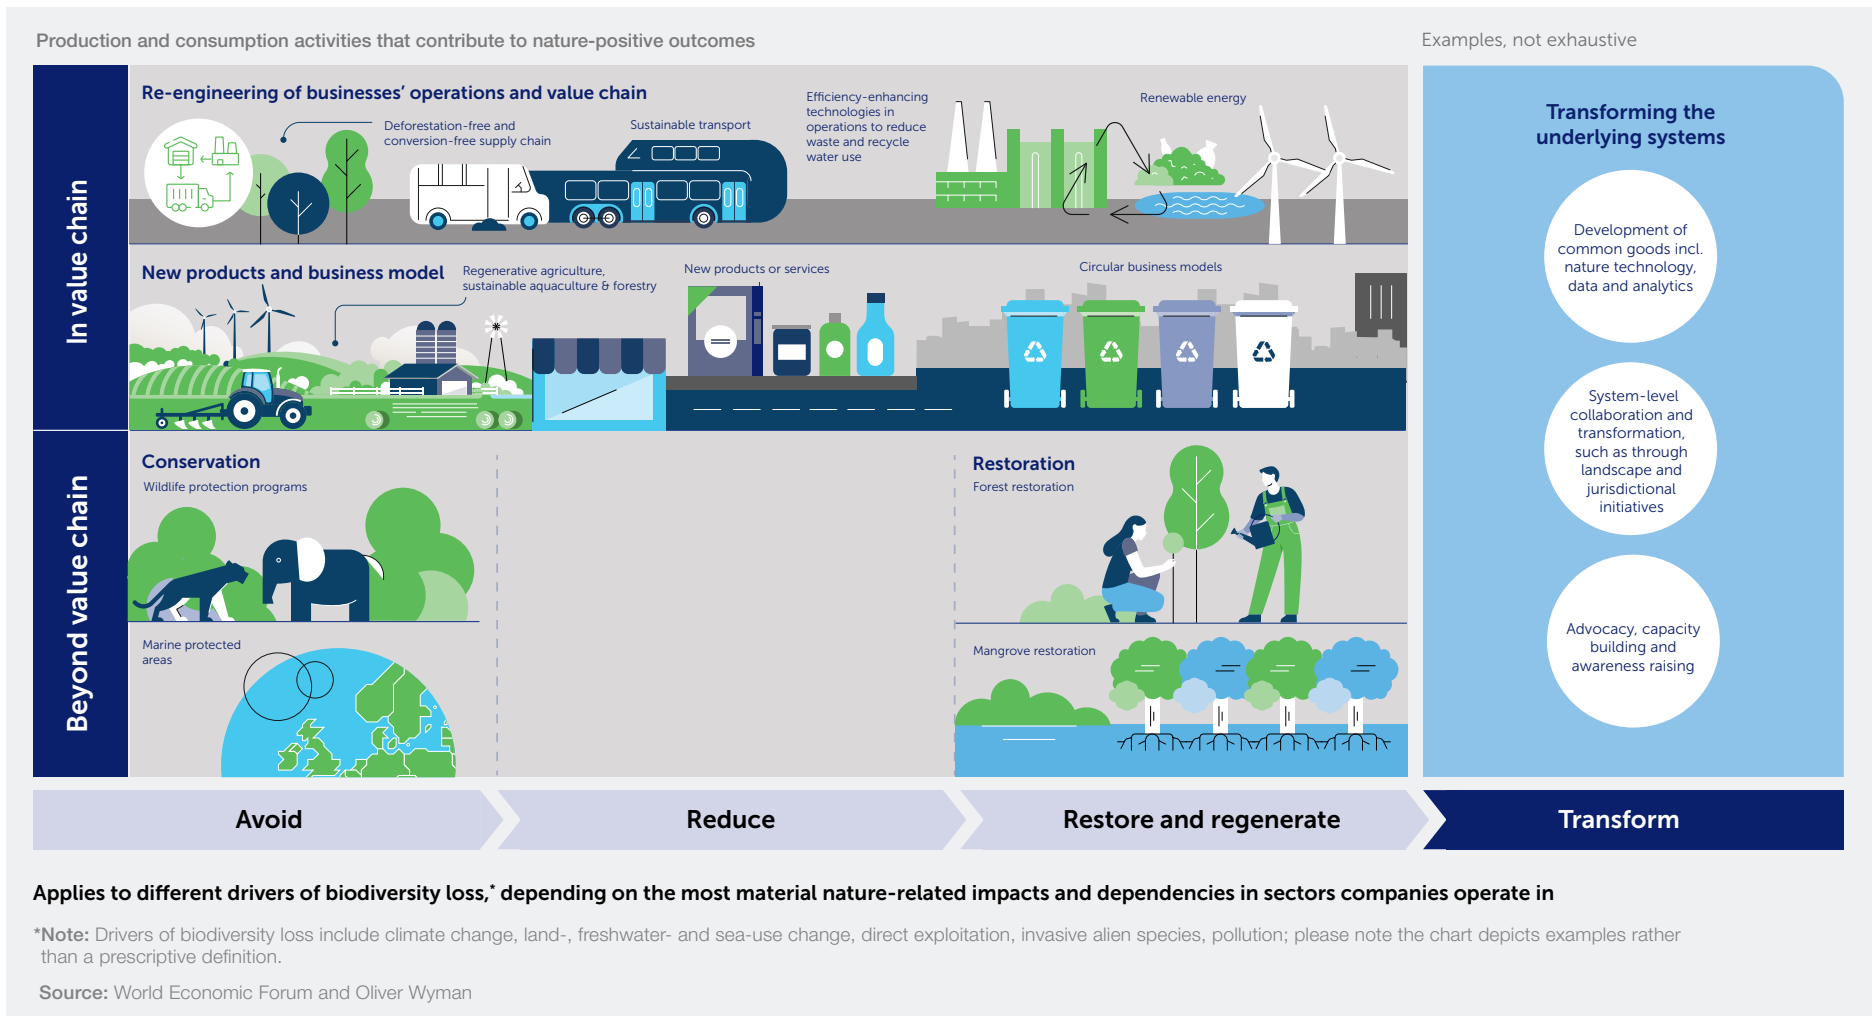 Production and consumption activities that contribute to nature-positive outcomes
Examples, not exhaustive
In value chain
Re-engineering of businesses’ operations and value chain
Deforestation-free and
conversion-free supply chain
Sustainable transport
Efficiency-enhancing
technologies in
operations to reduce
waste and recycle
water use
Renewable energy
New products and business model
Regenerative agriculture,
sustainable aquaculture & forestry
New products or services
Circular business models
Beyond value chain
Conservation
Wildlife protection programs
Marine protected
areas
Restoration
Forest restoration
Mangrove restoration
Transforming the
underlying systems
Development of
common goods incl.
nature technology,
data and analytics
System-level
collaboration and
transformation,
such as through
landscape and
jurisdictional
initiatives
Advocacy, capacity
building and
awareness raising
Avoid
Reduce
Restore and regenerate
Transform
Applies to different drivers of biodiversity loss,* depending on the most material nature-related impacts and dependencies in sectors companies operate in
*Note: Drivers of biodiversity loss include climate change, land-, freshwater- and sea-use change, direct exploitation, invasive alien species, pollution; please note the chart depicts examples rather
than a prescriptive definition.
Source: World Economic Forum and Oliver Wyman